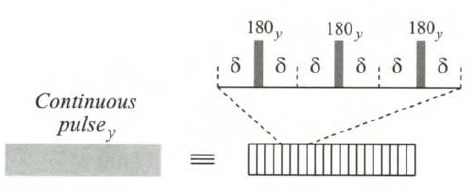 180y 180y 180y
δ δ δ δ δ δ
Continuous
pulsey
≡